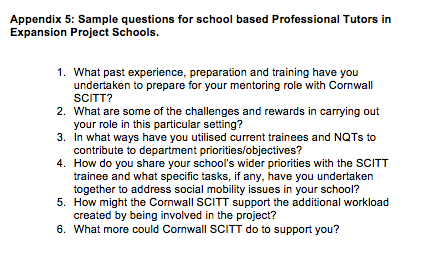 Appendix 5: Sample questions for school based Professional Tutors in
Expansion Project Schools.
1. What past experience, preparation and training have you
undertaken to prepare for your mentoring role with Cornwall
SCITT?
2. What are some of the challenges and rewards in carrying out
your role in this particular setting?
3. In what ways have you utilised current trainees and NQTs to
contribute to department priorities/objectives?
4. How do you share your school's wider priorities with the SCITT
trainee and what specific tasks, if any, have you undertaken
together to address social mobility issues in your school?
5. How might the Cornwall SCITT support the additional workload
created by being involved in the project?
6. What more could Cornwall SCITT do to support you?